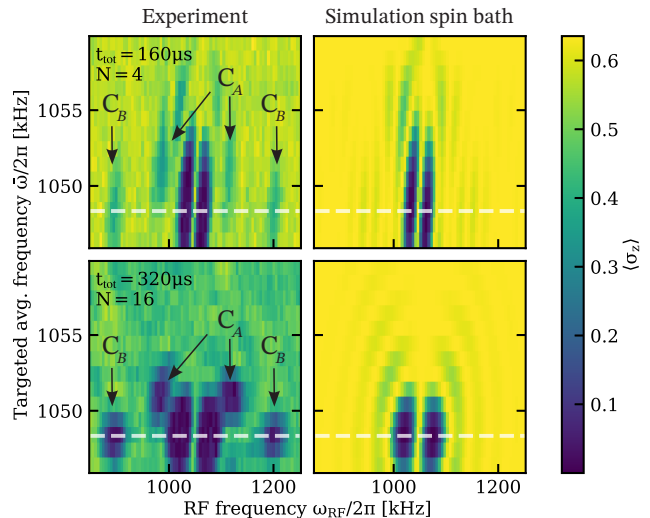 Experiment
Simulation spin bath
t_tot = 160μs
N = 4
C_A
C_B
C_B
1055
1050
t_tot = 320μs
N = 16
C_A
C_B
C_B
1055
1050
Targeted avg. frequency ω̄/2π [kHz]
1000
1200
1000
1200
RF frequency ω_RF/2π [kHz]
0.6
0.5
0.4
0.3
0.2
0.1
⟨σ_z⟩